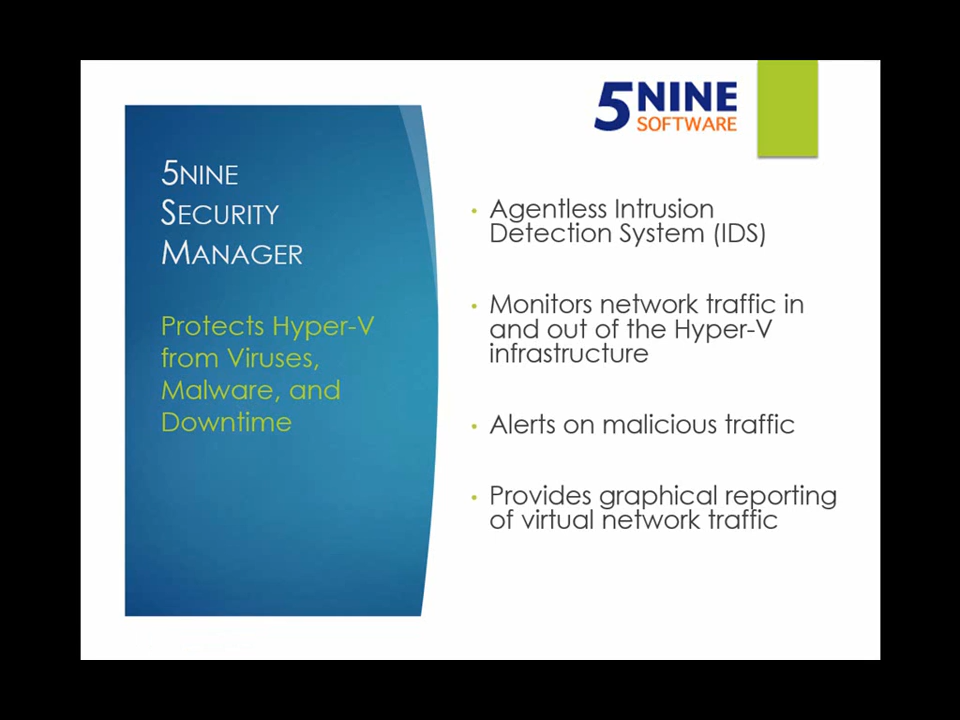 5NINE
SOFTWARE
5NINE
SECURITY
MANAGER
Protects Hyper-V
from Viruses,
Malware, and
Downtime
• Agentless Intrusion
Detection System (IDS)
• Monitors network traffic in
and out of the Hyper-V
infrastructure
• Alerts on malicious traffic
• Provides graphical reporting
of virtual network traffic